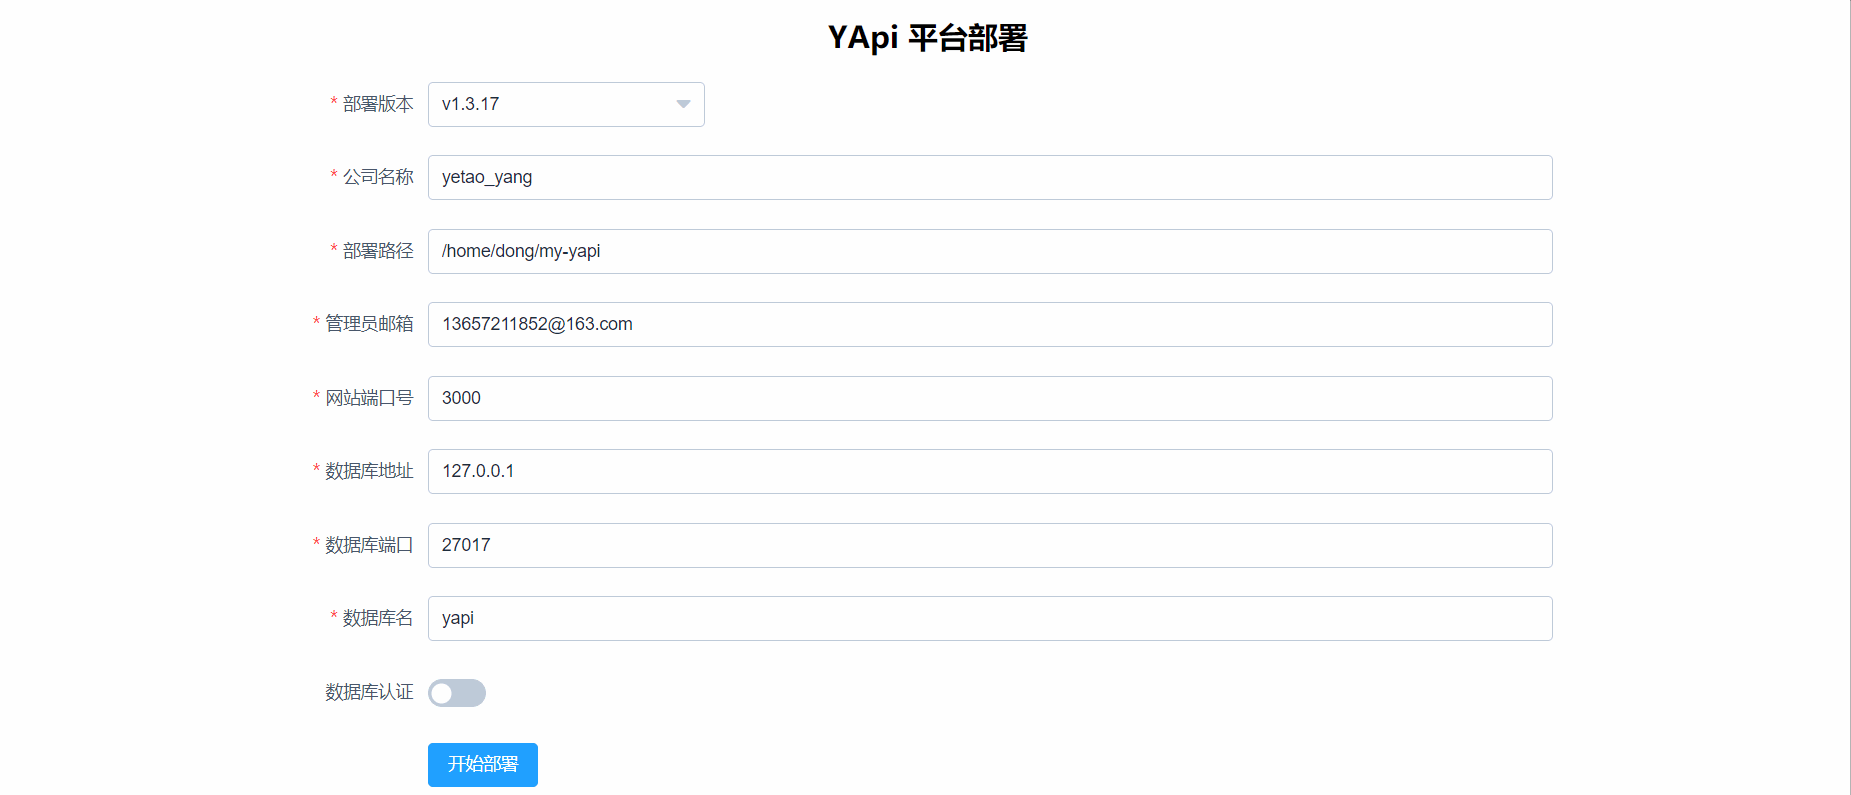 YApi 平台部署
* 部署版本 v1.3.17
* 公司名称 yetao_yang
* 部署路径 /home/dong/my-yapi
* 管理员邮箱 13657211852@163.com
* 网站端口号 3000
* 数据库地址 127.0.0.1
* 数据库端口 27017
* 数据库名 yapi
数据库认证
开始部署